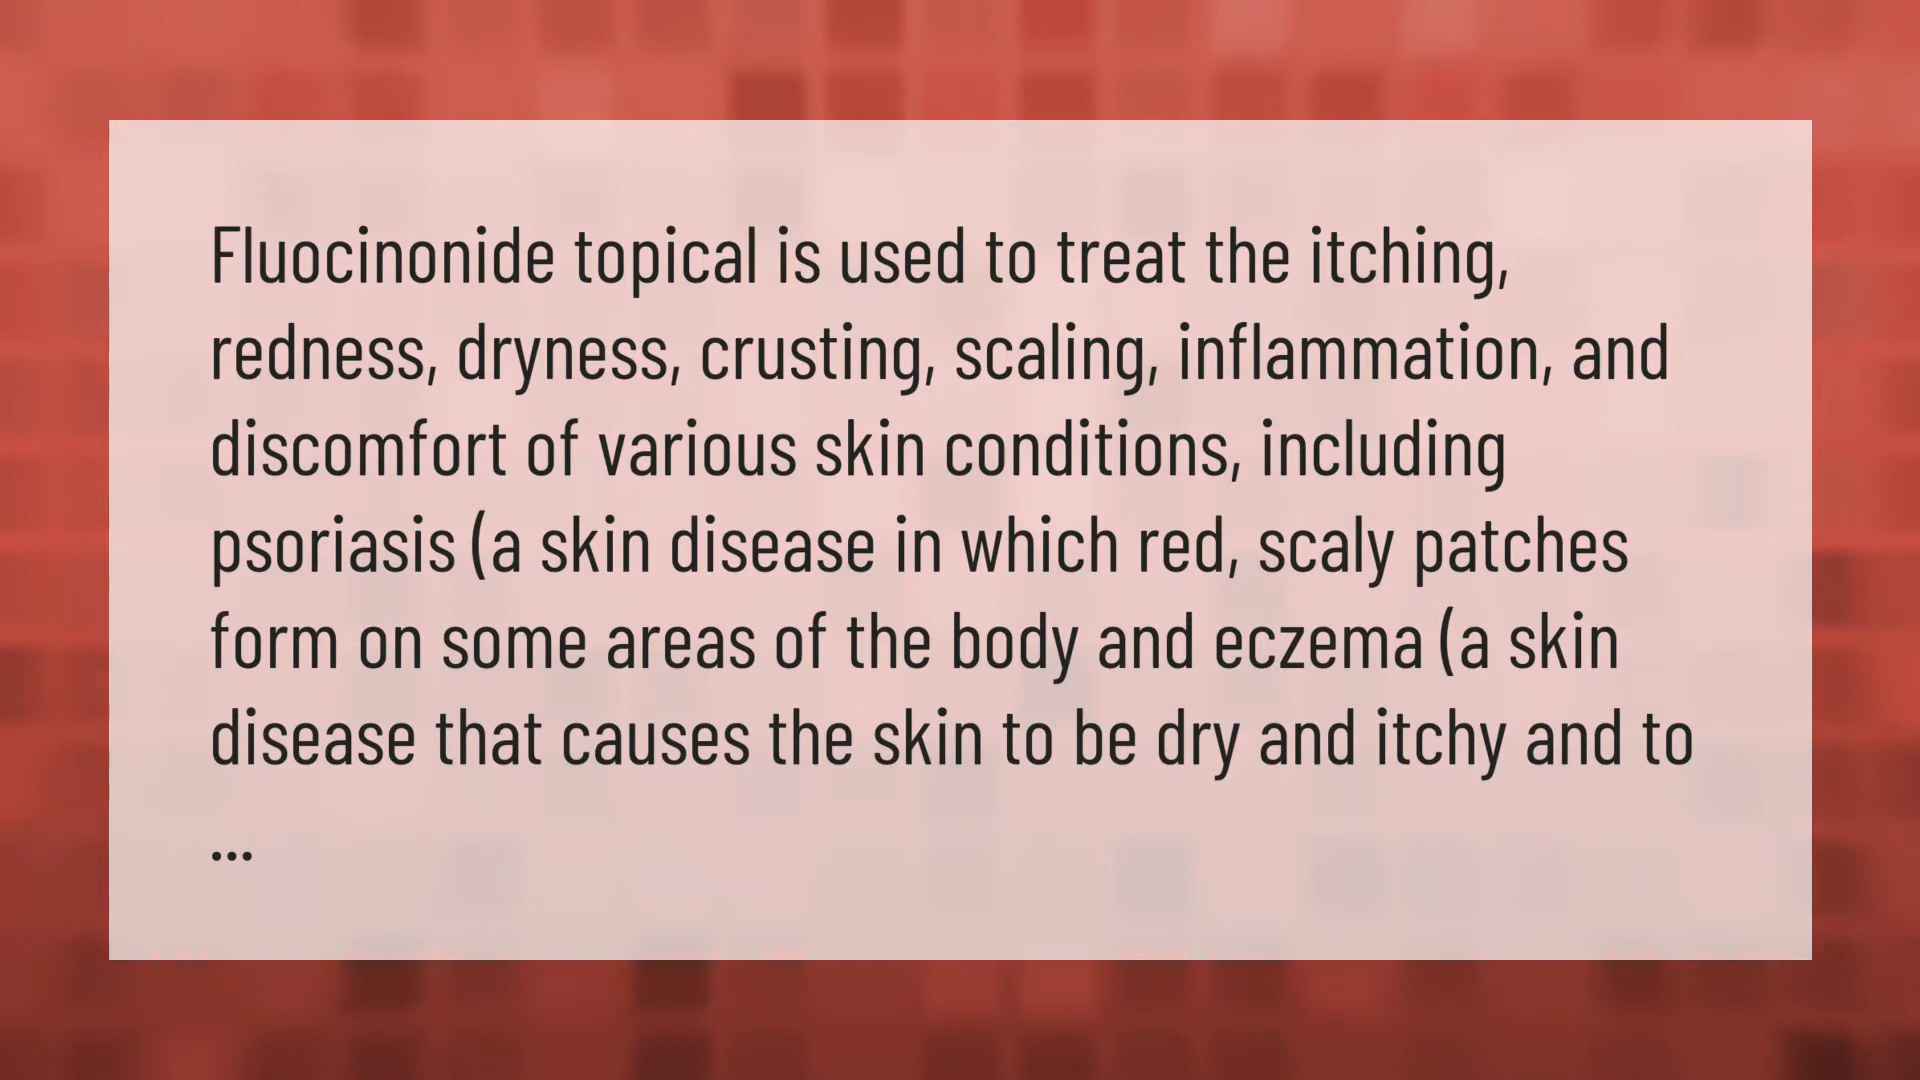 Fluocinonide topical is used to treat the itching,
redness, dryness, crusting, scaling, inflammation, and
discomfort of various skin conditions, including
psoriasis (a skin disease in which red, scaly patches
form on some areas of the body and eczema (a skin
disease that causes the skin to be dry and itchy and to
...